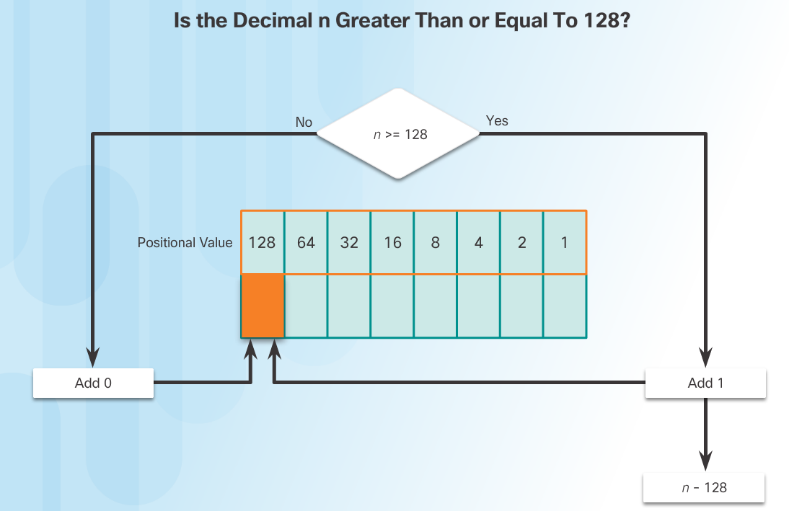 Is the Decimal n Greater Than or Equal To 128?
No
Yes
n >= 128
Positional Value 128 64 32 16 8 4 2 1
Add 0
Add 1
n - 128